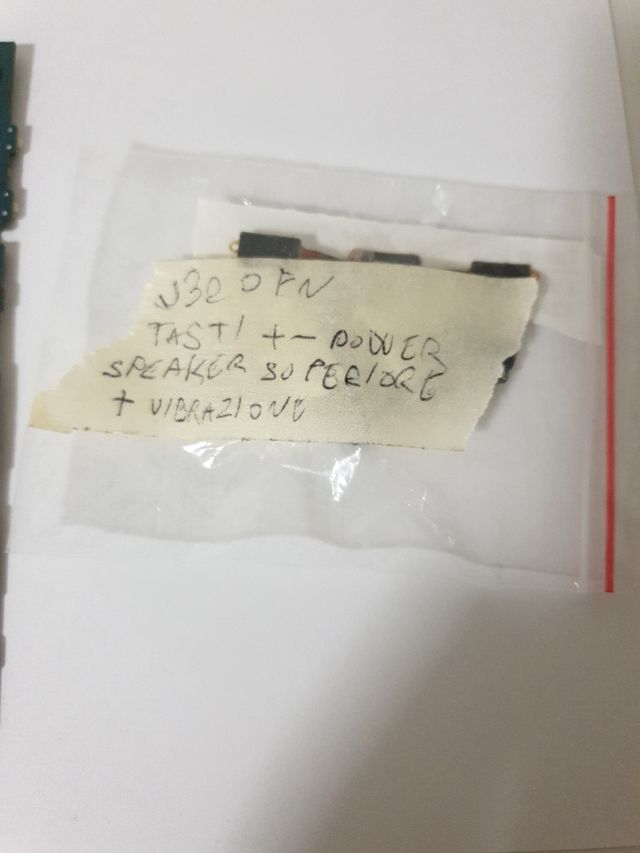 J320FN
TASTI + - POWER
SPEAKER SUPERIORE
+ VIBRAZIONE